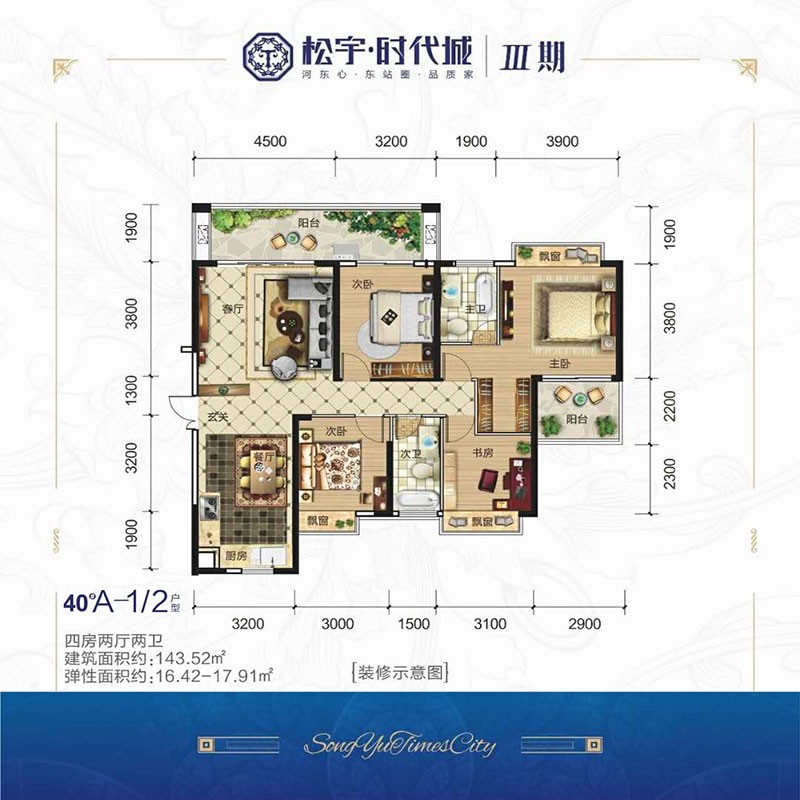 松宇·时代城 Ⅲ期
河东心·东站圈·品质家
4500 3200 1900 3900
1900 3800 1300 3200 1900
1900 3800 2200 2300
阳台
飘窗
客厅
次卧
主卫
主卧
玄关
阳台
次卧
次卫
书房
餐厅
飘窗
飘窗
厨房
3200 3000 1500 3100 2900
40#A-1/2户型
四房两厅两卫
建筑面积约:143.52㎡
弹性面积约:16.42-17.91㎡
[装修示意图]
SongYuTimesCity